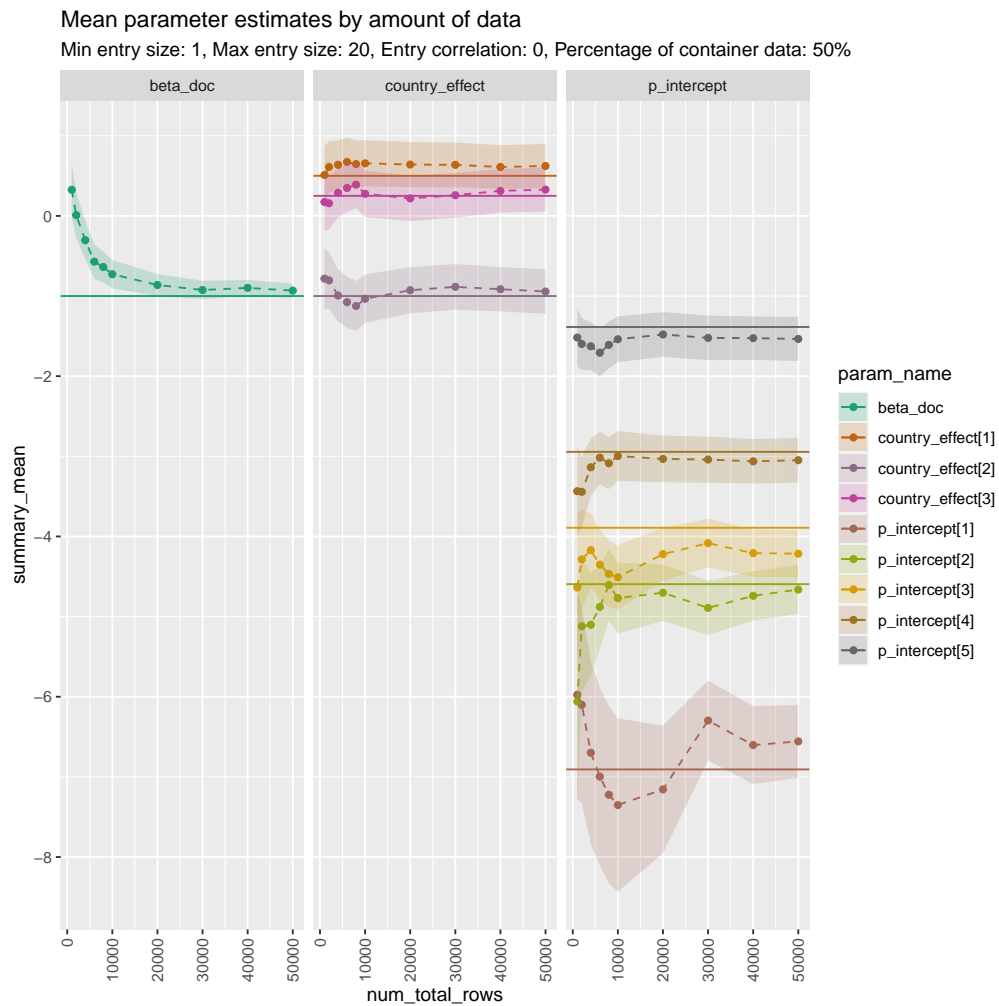 Mean parameter estimates by amount of data
Min entry size: 1, Max entry size: 20, Entry correlation: 0, Percentage of container data: 50%
beta_doc country_effect p_intercept
0
−2
−4
−6
−8
summary_mean
0 10000 20000 30000 40000 50000 0 10000 20000 30000 40000 50000 0 10000 20000 30000 40000 50000
num_total_rows
param_name
beta_doc
country_effect[1]
country_effect[2]
country_effect[3]
p_intercept[1]
p_intercept[2]
p_intercept[3]
p_intercept[4]
p_intercept[5]